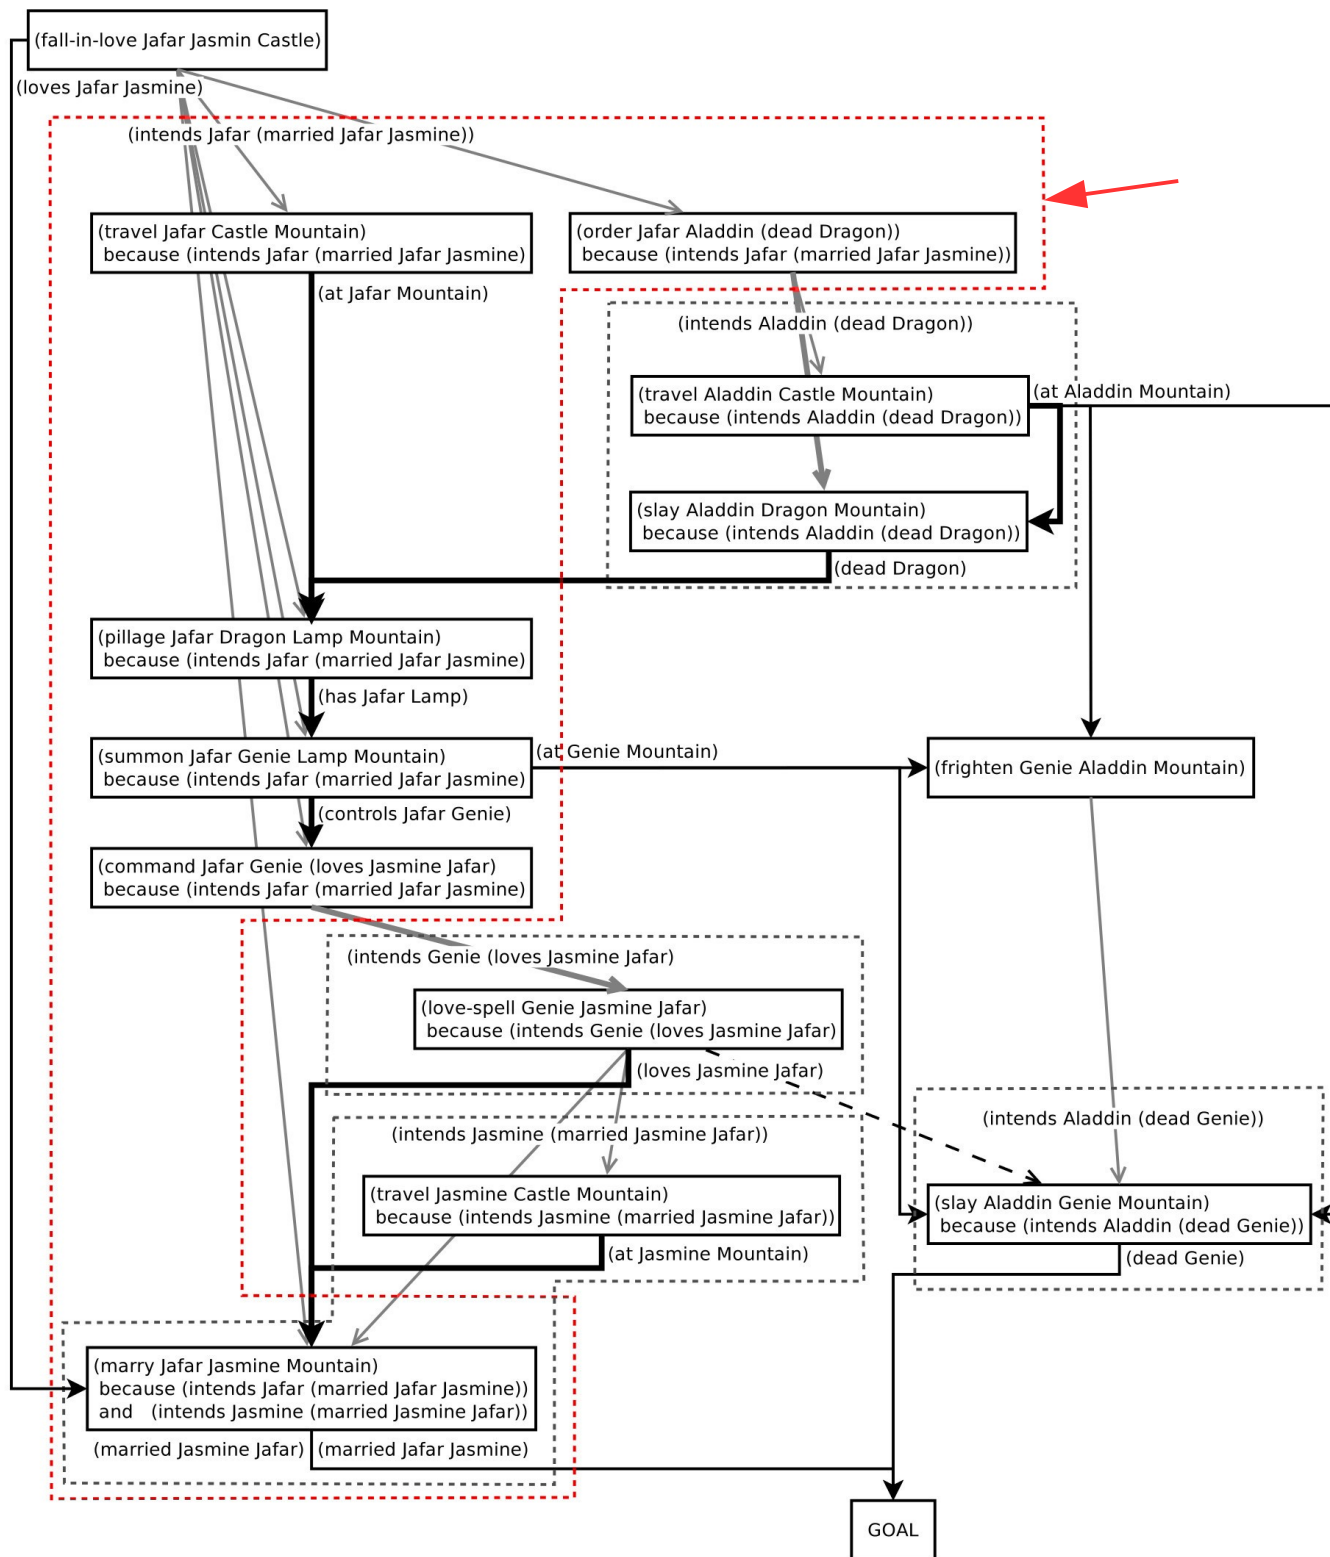 (fall-in-love Jafar Jasmin Castle)
(loves Jafar Jasmine)
(intends Jafar (married Jafar Jasmine))
(travel Jafar Castle Mountain)
because (intends Jafar (married Jafar Jasmine)
(order Jafar Aladdin (dead Dragon))
because (intends Jafar (married Jafar Jasmine))
(at Jafar Mountain)
(intends Aladdin (dead Dragon))
(travel Aladdin Castle Mountain)
because (intends Aladdin (dead Dragon))
(at Aladdin Mountain)
(slay Aladdin Dragon Mountain)
because (intends Aladdin (dead Dragon))
(dead Dragon)
(pillage Jafar Dragon Lamp Mountain)
because (intends Jafar (married Jafar Jasmine)
(has Jafar Lamp)
(summon Jafar Genie Lamp Mountain)
because (intends Jafar (married Jafar Jasmine)
(at Genie Mountain)
(frighten Genie Aladdin Mountain)
(controls Jafar Genie)
(command Jafar Genie (loves Jasmine Jafar)
because (intends Jafar (married Jafar Jasmine)
(intends Genie (loves Jasmine Jafar)
(love-spell Genie Jasmine Jafar)
because (intends Genie (loves Jasmine Jafar)
(loves Jasmine Jafar)
(intends Jasmine (married Jasmine Jafar))
(intends Aladdin (dead Genie))
(travel Jasmine Castle Mountain)
because (intends Jasmine (married Jasmine Jafar))
(slay Aladdin Genie Mountain)
because (intends Aladdin (dead Genie))
(at Jasmine Mountain)
(dead Genie)
(marry Jafar Jasmine Mountain)
because (intends Jafar (married Jafar Jasmine))
and (intends Jasmine (married Jasmine Jafar))
(married Jasmine Jafar)
(married Jafar Jasmine)
GOAL